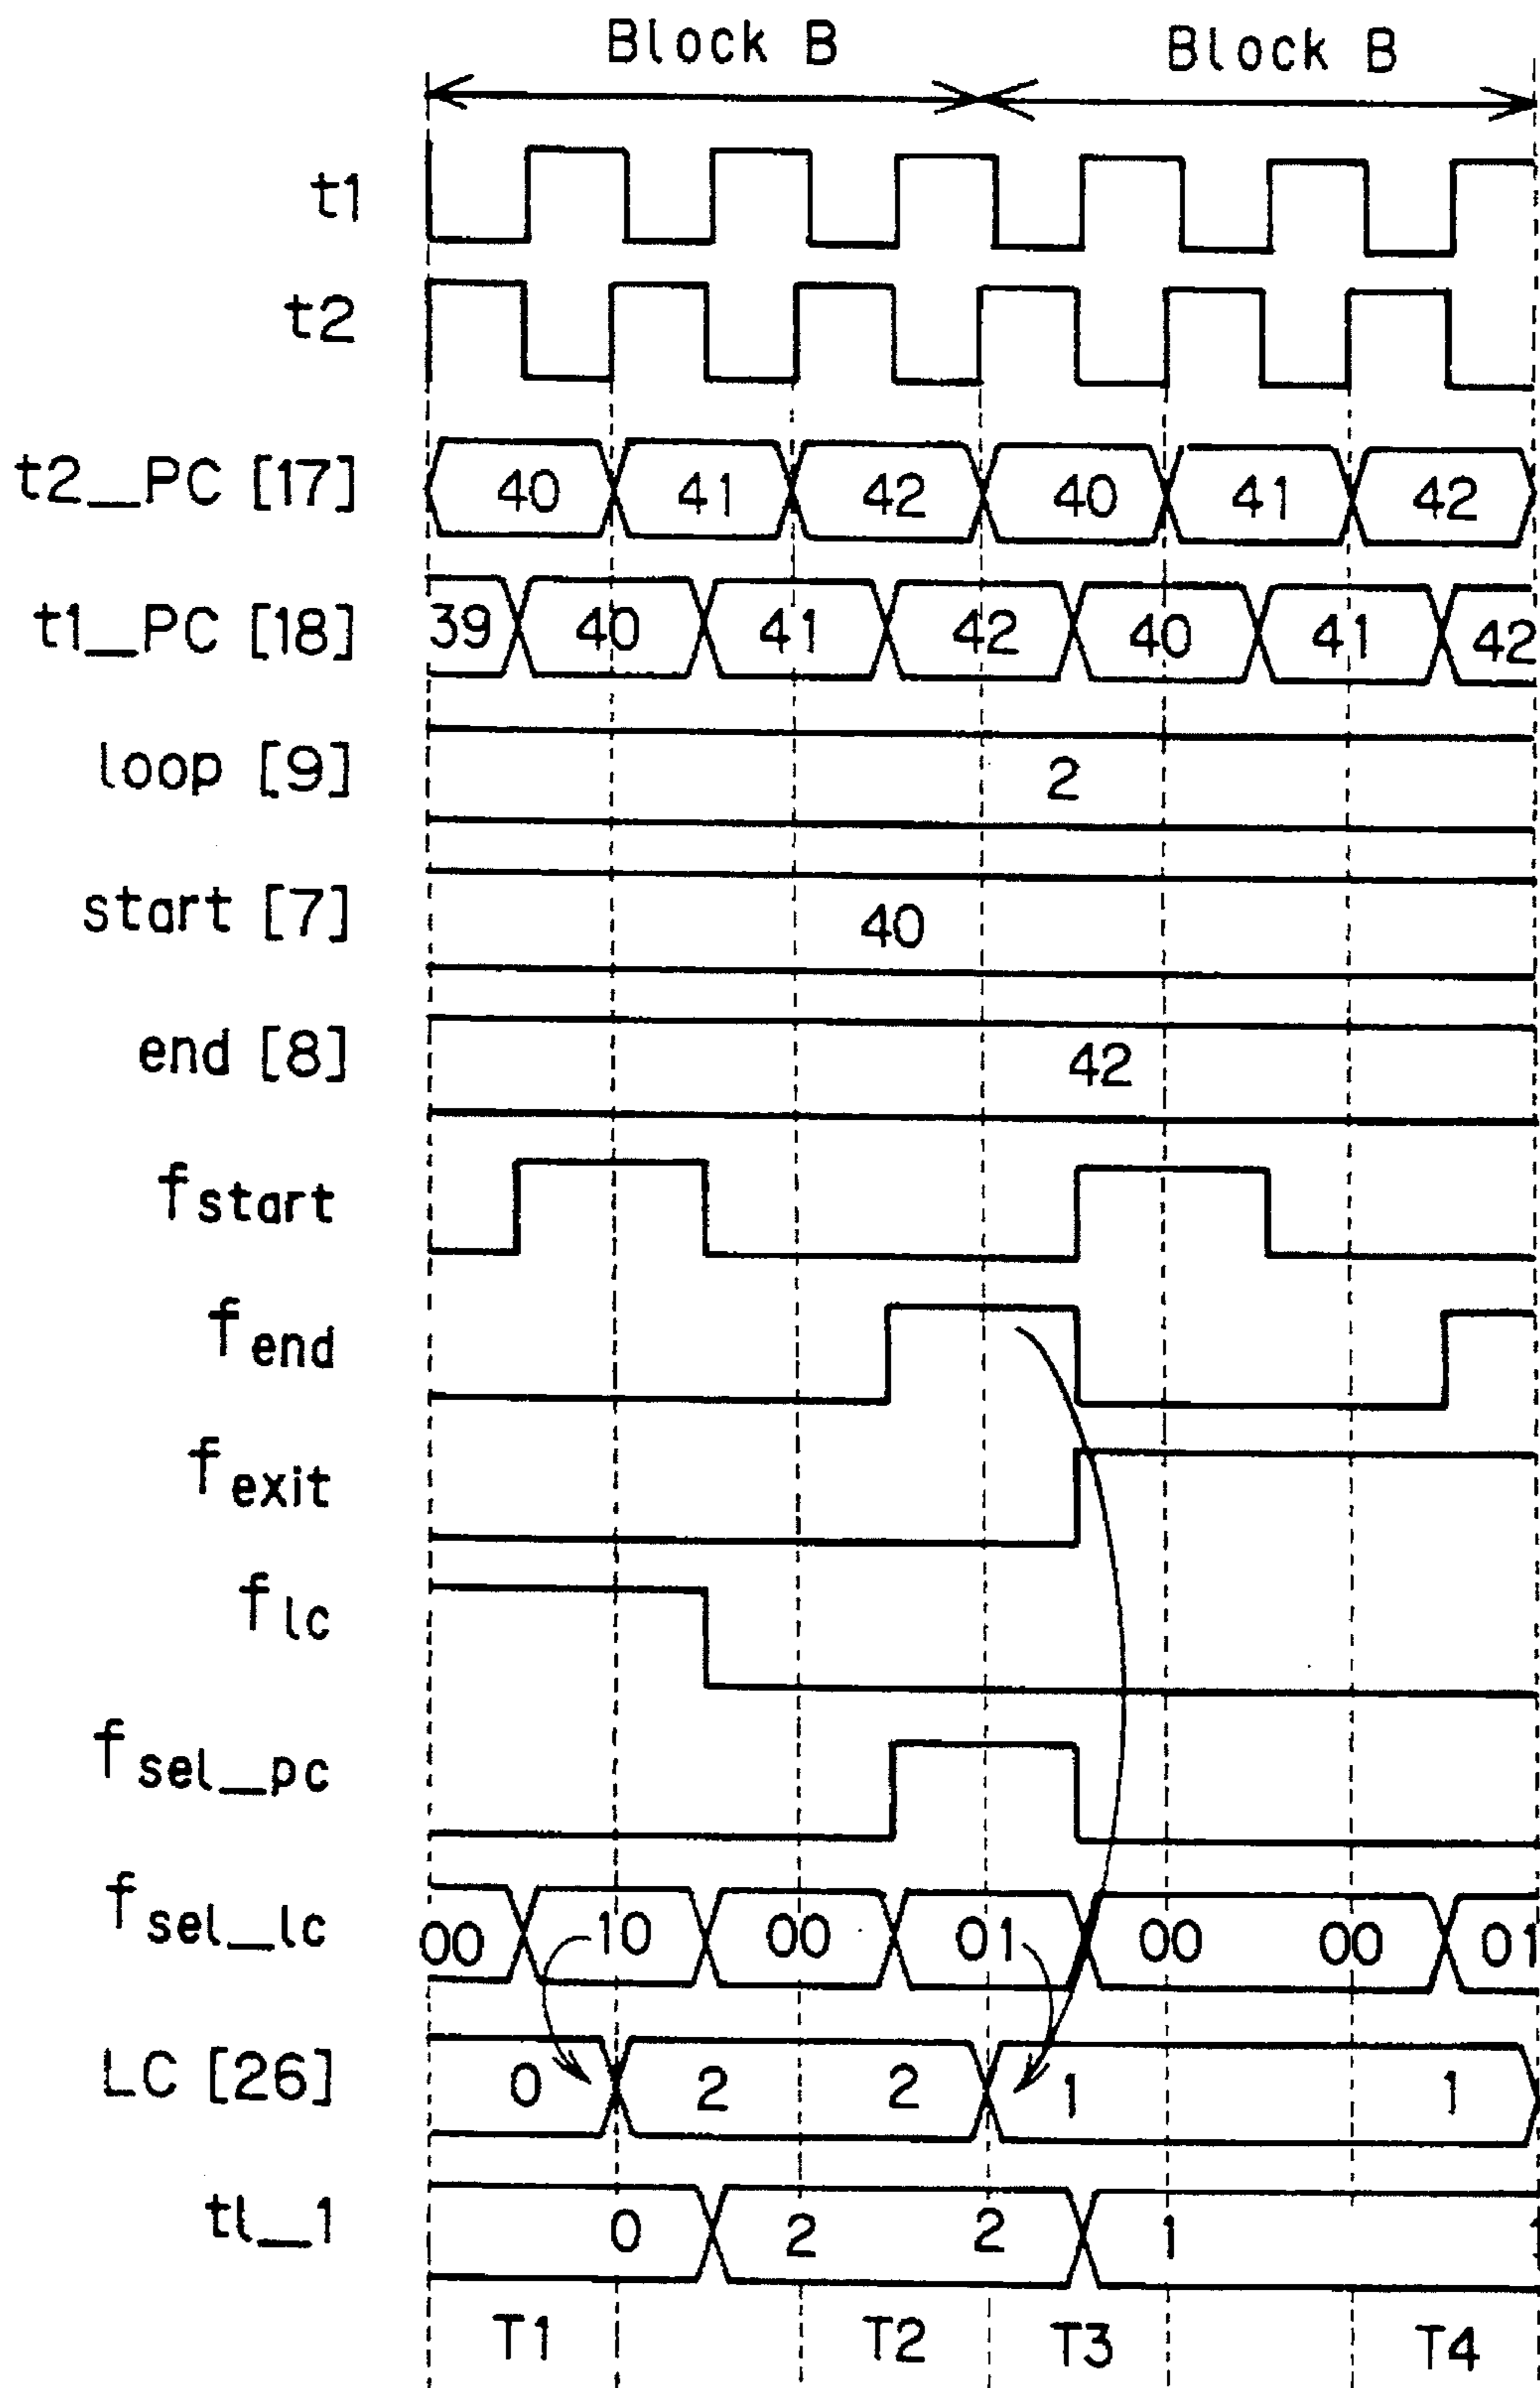 Block B Block B
t1
t2
t2_PC [17] 40 41 42 40 41 42
t1_PC [18] 39 40 41 42 40 41 42
loop [9] 2
start [7] 40
end [8] 42
fstart
fend
fexit
flc
fsel_pc
fsel_lc 00 10 00 01 00 00 01
LC [26] 0 2 2 1 1
tl_1 0 2 2 1
T1 T2 T3 T4